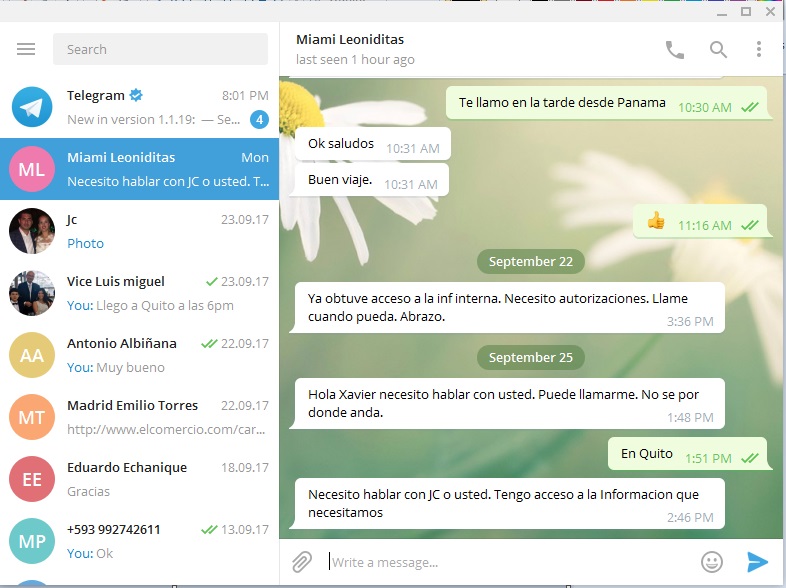 Search
Telegram 8:01 PM
New in version 1.1.19: — Se... 4
ML Miami Leoniditas Mon
Necesito hablar con JC o usted. T...
Jc 23.09.17
Photo
Vice Luis miguel 23.09.17
You: Llego a Quito a las 6pm
AA Antonio Albiñana 22.09.17
You: Muy bueno
MT Madrid Emilio Torres 22.09.17
http://www.elcomercio.com/car...
EE Eduardo Echanique 18.09.17
Gracias
MP +593 992742611 13.09.17
You: Ok
Miami Leoniditas
last seen 1 hour ago
Te llamo en la tarde desde Panama 10:30 AM
Ok saludos 10:31 AM
Buen viaje. 10:31 AM
👍 11:16 AM
September 22
Ya obtuve acceso a la inf interna. Necesito autorizaciones. Llame
cuando pueda. Abrazo. 3:36 PM
September 25
Hola Xavier necesito hablar con usted. Puede llamarme. No se por
donde anda. 1:48 PM
En Quito 1:51 PM
Necesito hablar con JC o usted. Tengo acceso a la Informacion que
necesitamos 2:46 PM
Write a message...